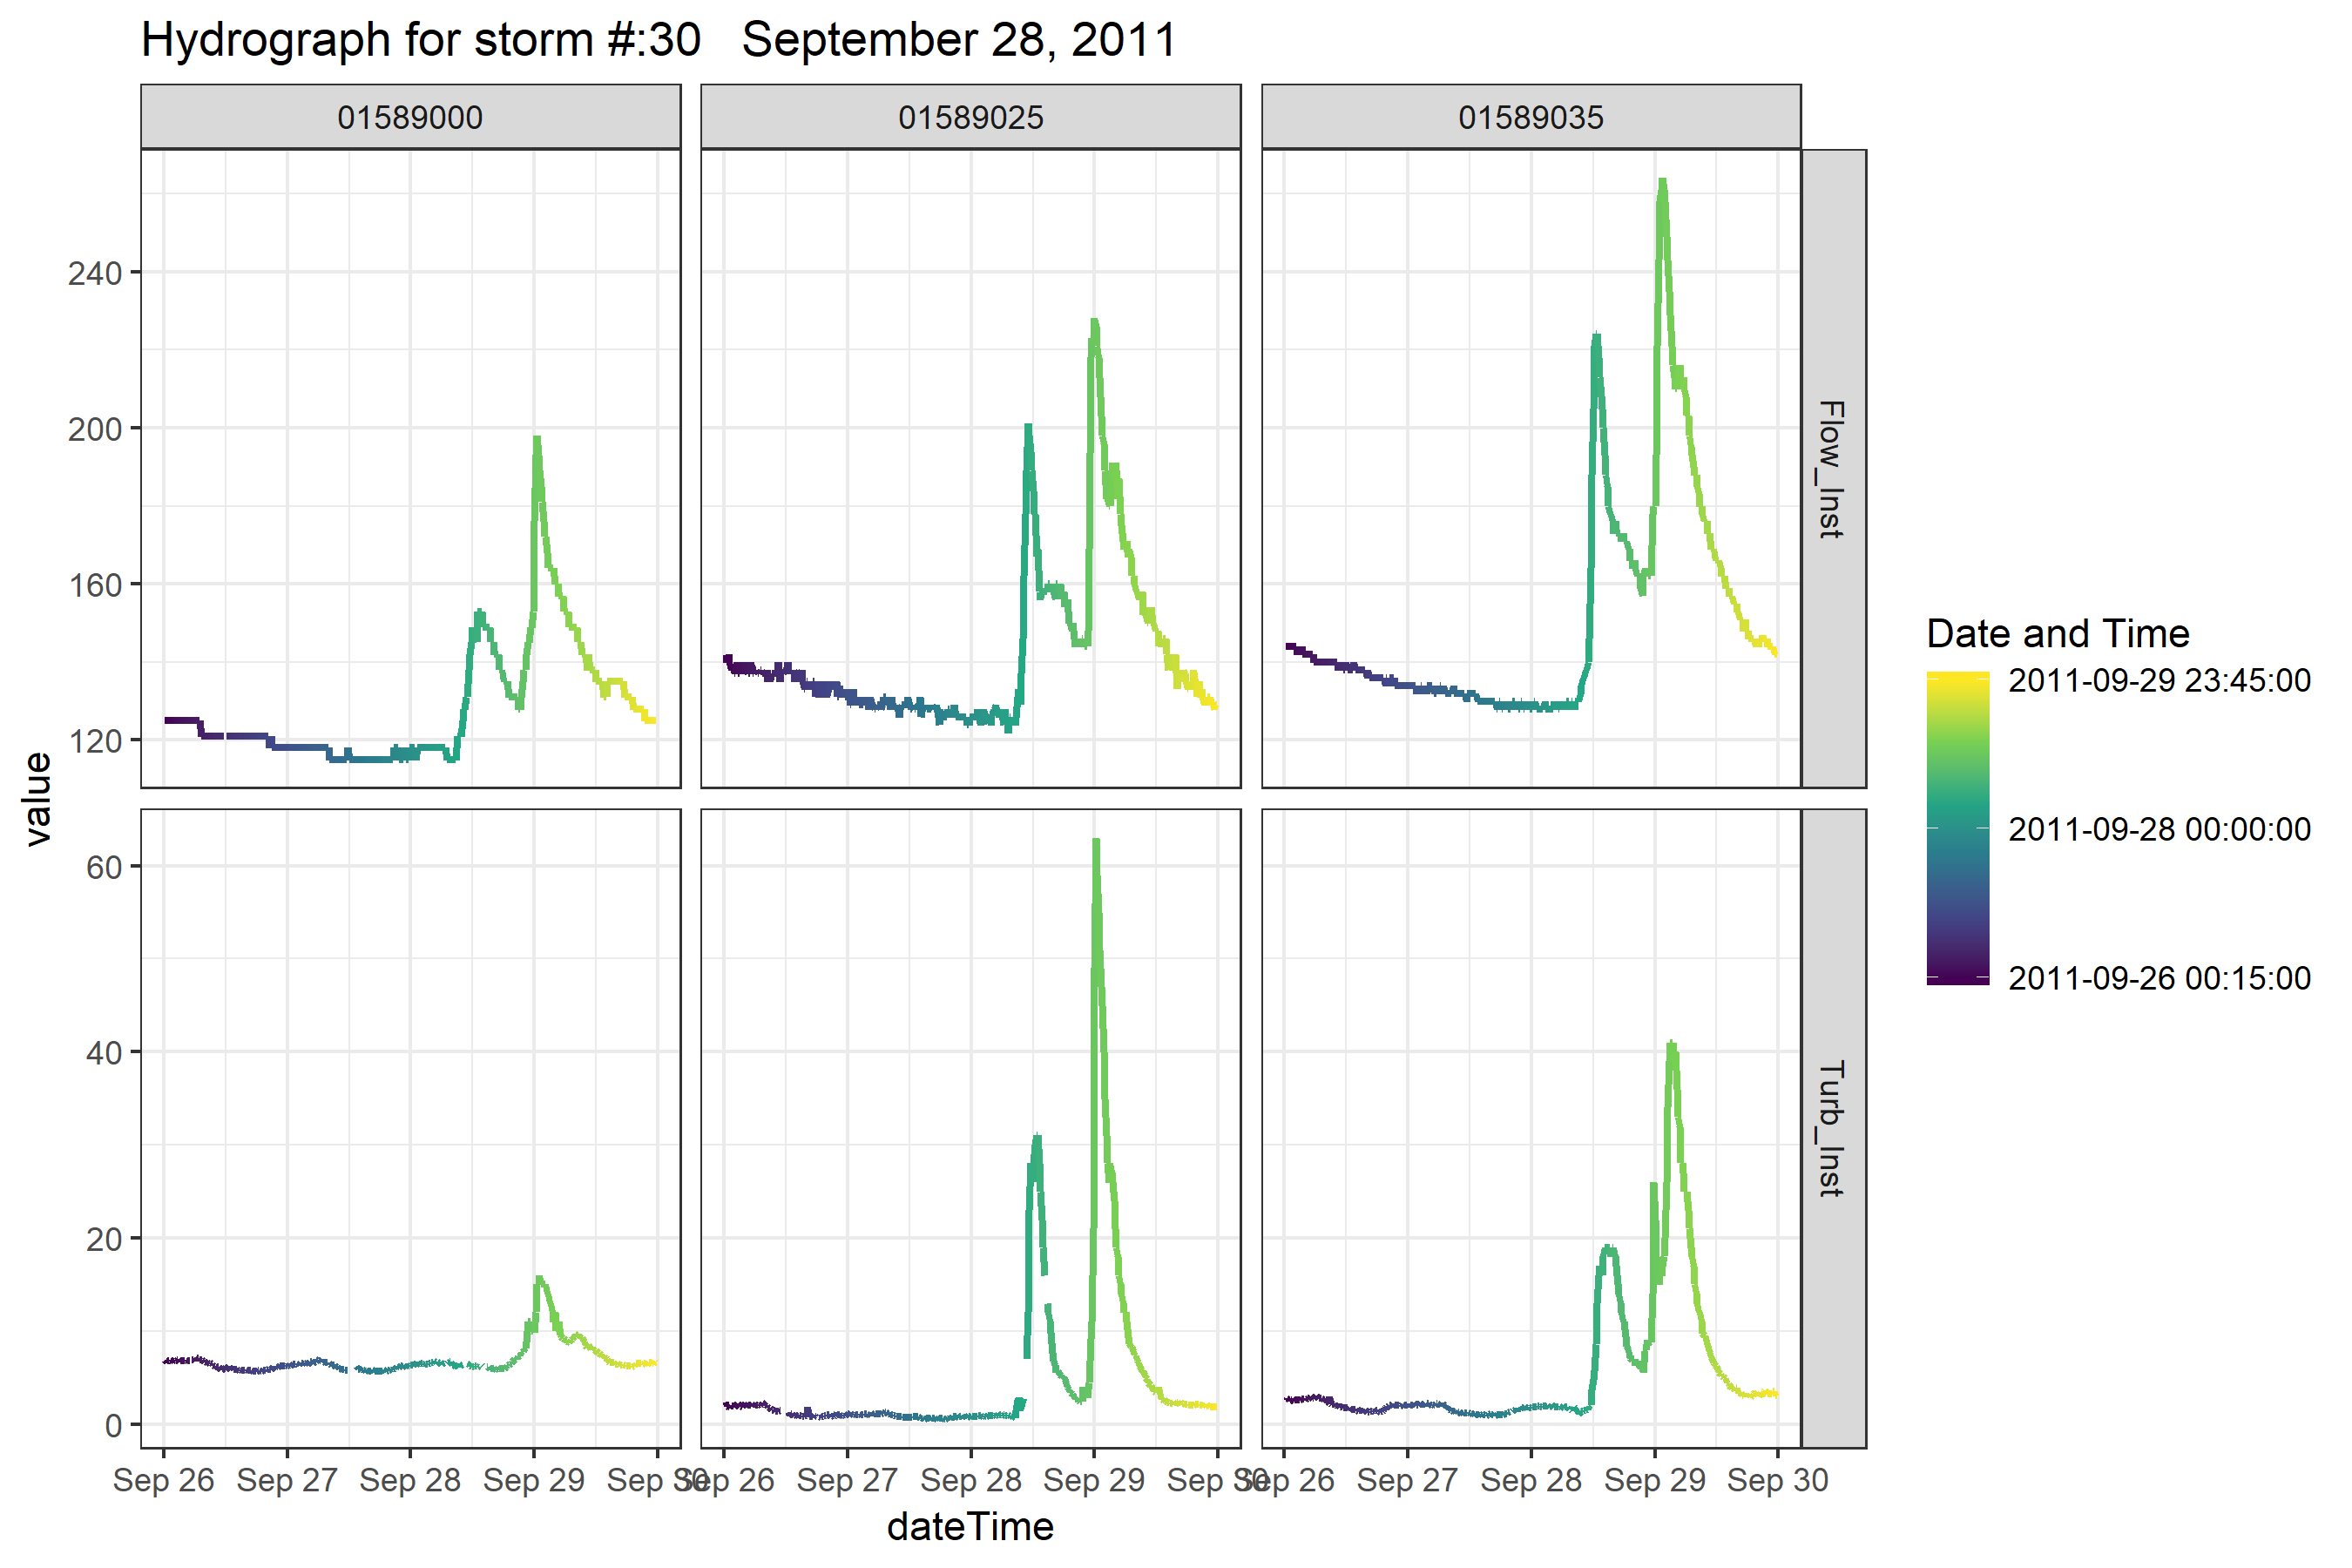 Hydrograph for storm #:30   September 28, 2011
01589000
01589025
01589035
240
200
160
120
Flow_Inst
60
40
20
0
Turb_Inst
Sep 26
Sep 27
Sep 28
Sep 29
Sep 30
Sep 26
Sep 27
Sep 28
Sep 29
Sep 30
Sep 26
Sep 27
Sep 28
Sep 29
Sep 30
value
dateTime
Date and Time
2011-09-29 23:45:00
2011-09-28 00:00:00
2011-09-26 00:15:00